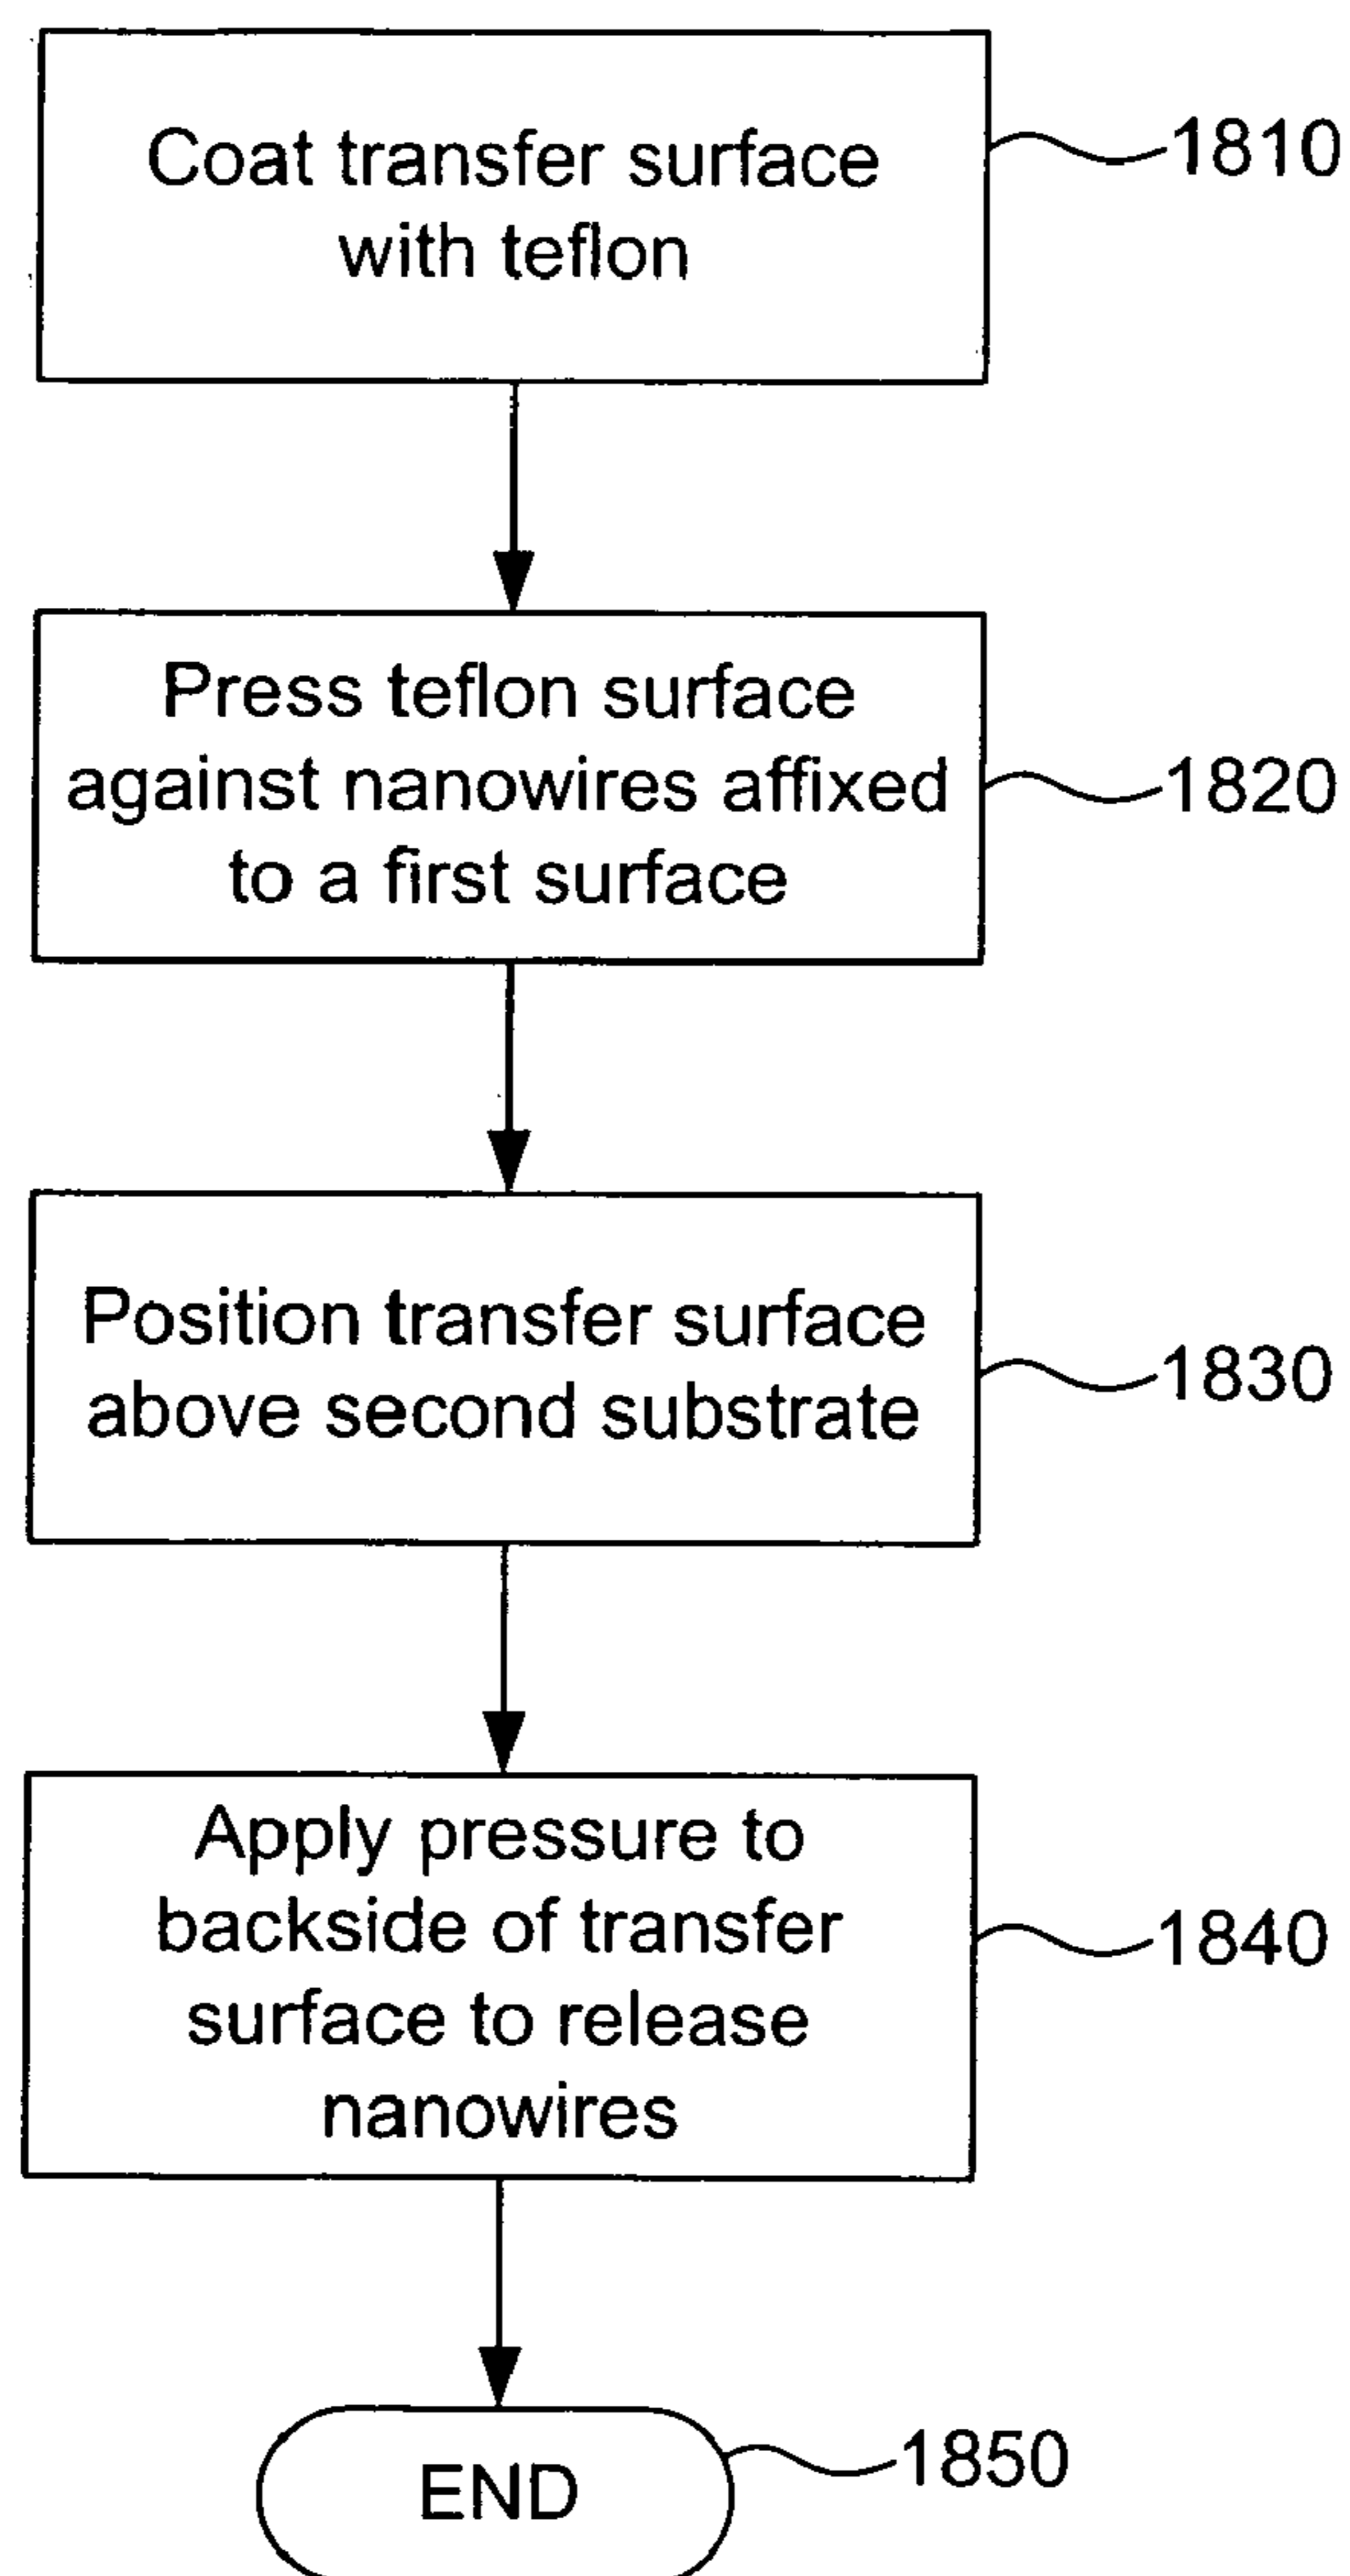 Coat transfer surface
with teflon
1810
Press teflon surface
against nanowires affixed
to a first surface
1820
Position transfer surface
above second substrate
1830
Apply pressure to
backside of transfer
surface to release
nanowires
1840
END
1850